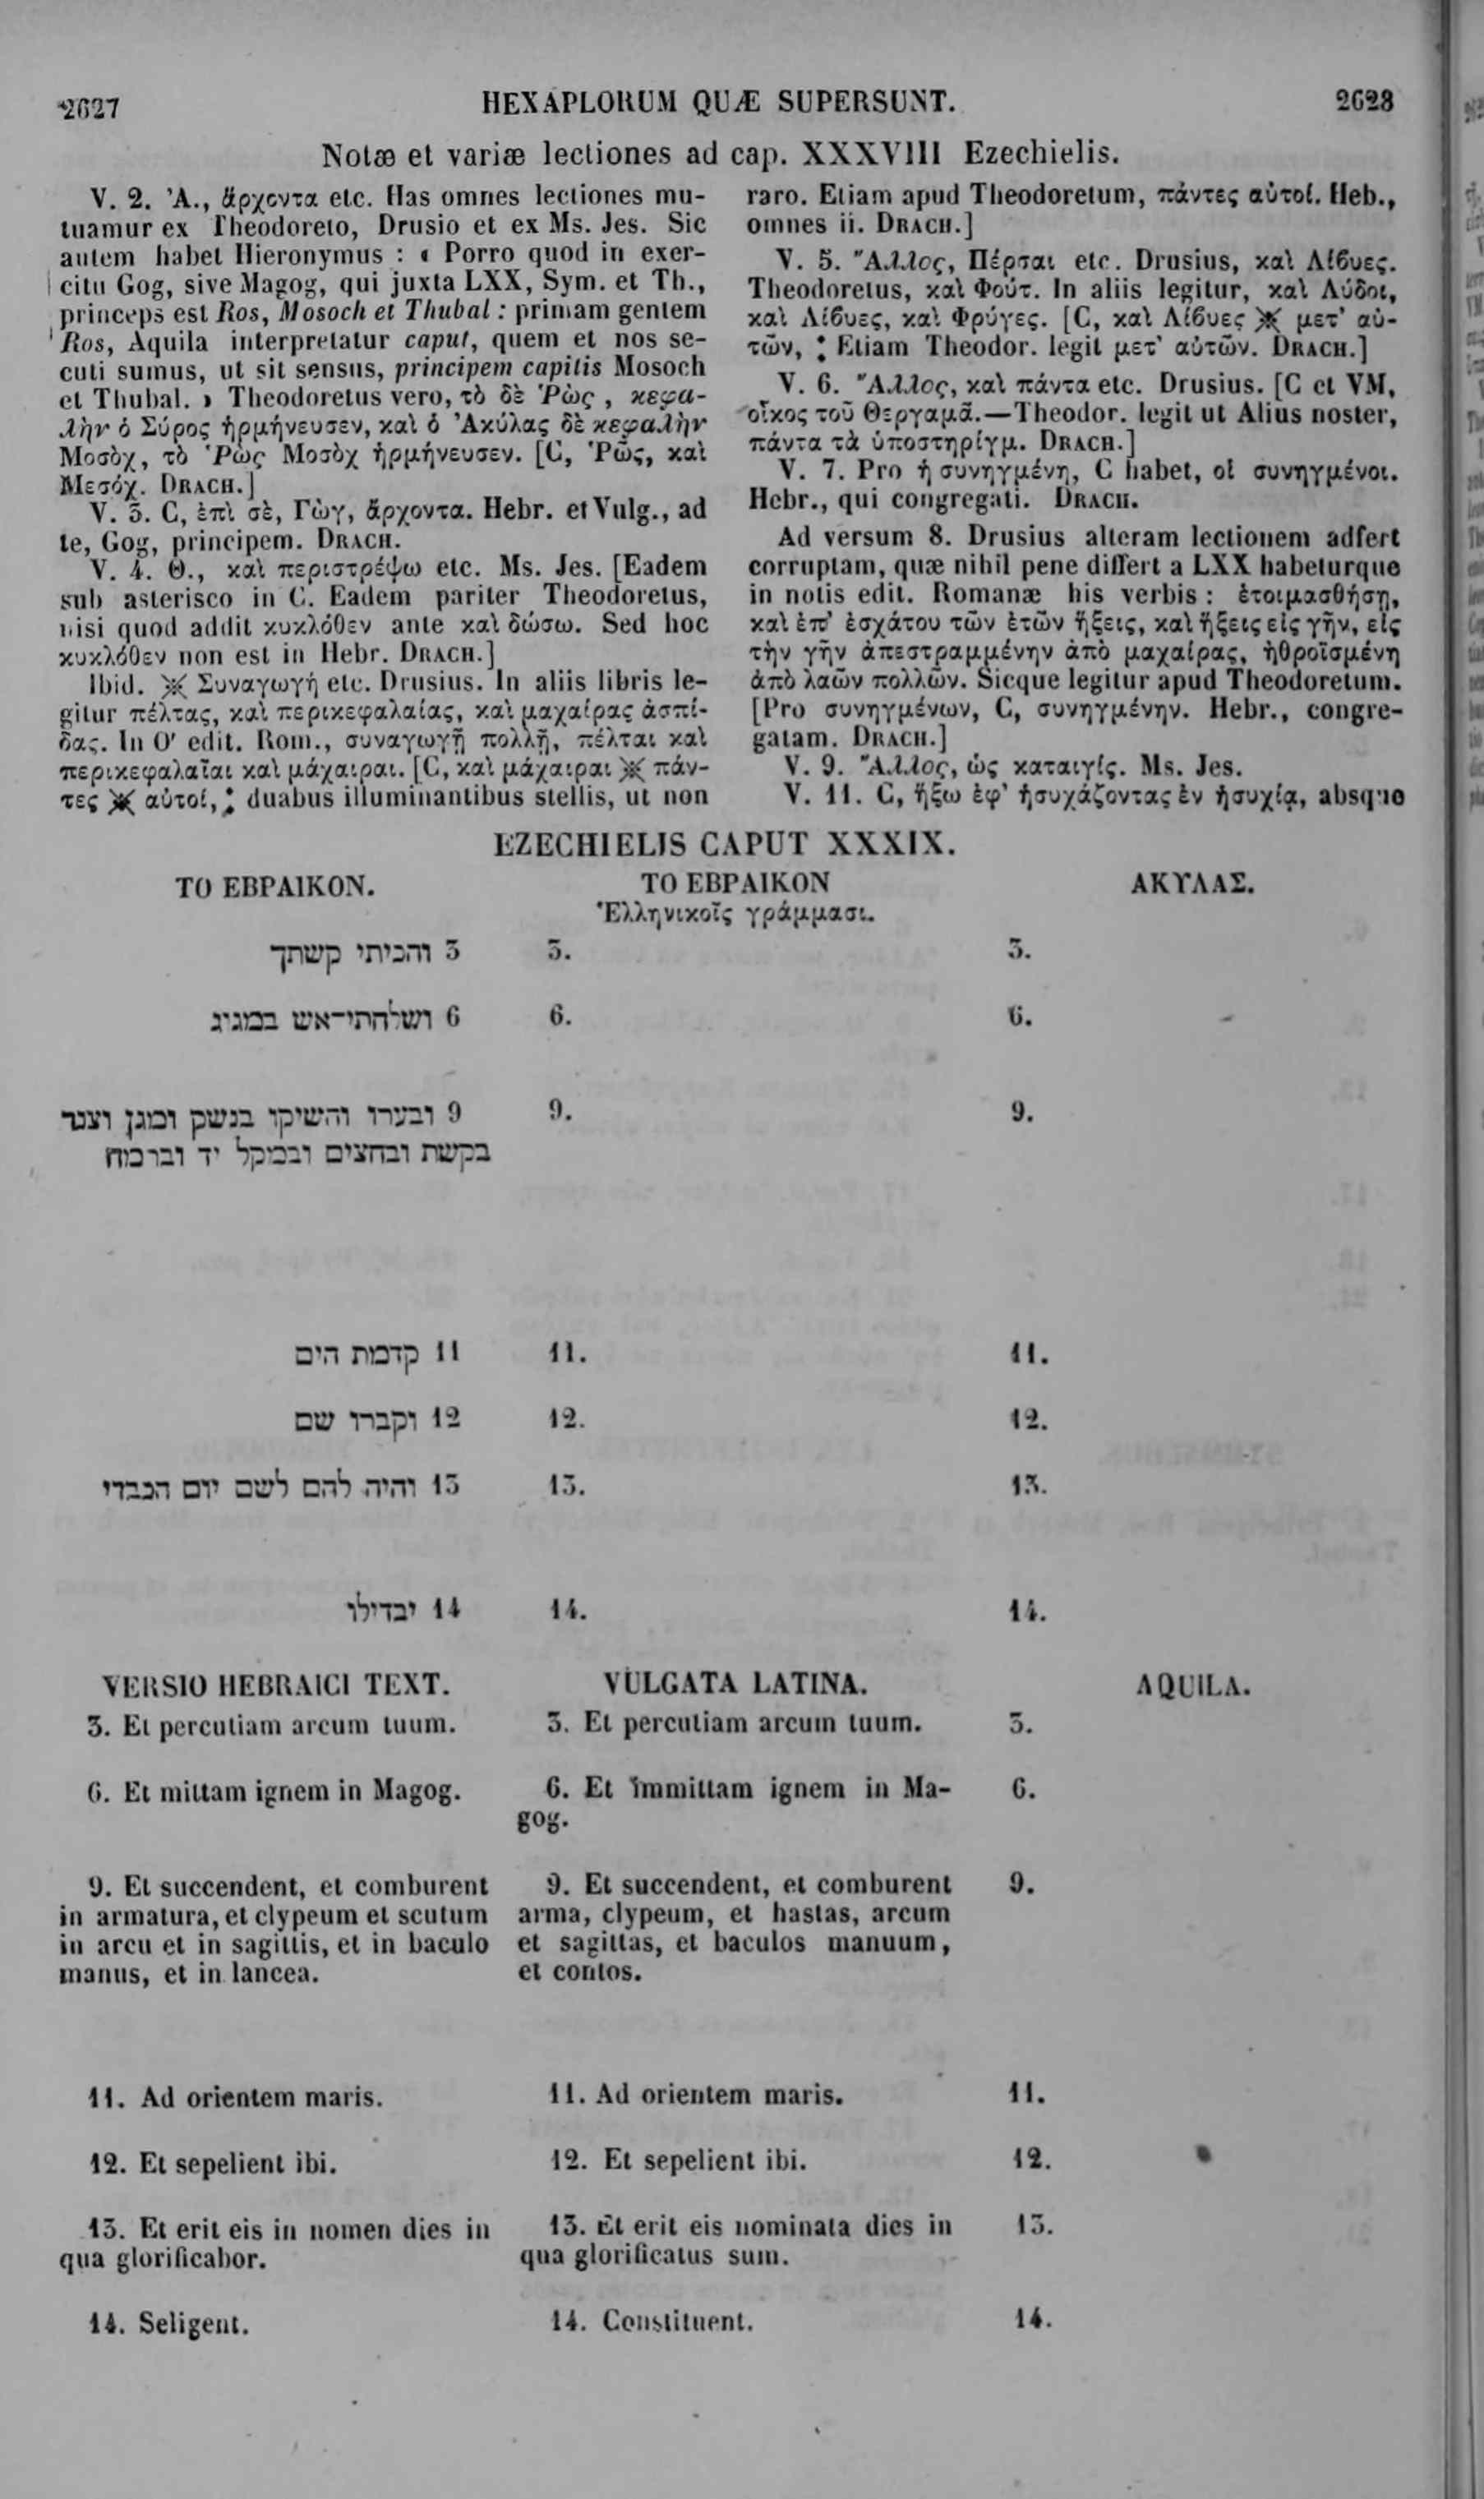 2627
HEXAPLORUM QUÆ SUPERSUNT.
2628
Notæ et variæ lectiones ad cap. XXXVIII Ezechielis.
V. 2. Ἀ., ἄρχοντα etc. Has omnes lectiones mu-
tuamur ex Theodoreto, Drusio et ex Ms. Jes. Sic
autem habet Hieronymus : « Porro quod in exer-
citu Gog, sive Magog, qui juxta LXX, Sym. et Th.,
princeps est Ros, Mosoch et Thubal : primam gentem
Ros, Aquila interpretatur caput, quem et nos se-
cuti sumus, ut sit sensus, principem capitis Mosoch
et Thubal. » Theodoretus vero, τὸ δὲ Ῥὼς , κεφα-
λὴν ὁ Σύρος ἡρμήνευσεν, καὶ ὁ Ἀκύλας δὲ κεφαλὴν
Μοσὸχ, τὸ Ῥὼς Μοσὸχ ἡρμήνευσεν. [C, Ῥῶς, καὶ
Μεσόχ. DRACH.]
V. 3. C, ἐπὶ σὲ, Γὼγ, ἄρχοντα. Hebr. et Vulg., ad
te, Gog, principem. DRACH.
V. 4. Θ., καὶ περιστρέψω etc. Ms. Jes. [Eadem
sub asterisco in C. Eadem pariter Theodoretus,
nisi quod addit κυκλόθεν ante καὶ δώσω. Sed hoc
κυκλόθεν non est in Hebr. DRACH.]
Ibid. ※ Συναγωγή etc. Drusius. In aliis libris le-
gitur πέλτας, καὶ περικεφαλαίας, καὶ μαχαίρας ἀσπί-
δας. In O' edit. Rom., συναγωγῇ πολλῇ, πέλται καὶ
περικεφαλαῖαι καὶ μάχαιραι. [C, καὶ μάχαιραι ※ πάν-
τες ※ αὐτοί, ⁚ duabus illuminantibus stellis, ut non
raro. Etiam apud Theodoretum, πάντες αὐτοί. Heb.,
omnes ii. DRACH.]
V. 5. Ἄλλος, Πέρσαι etc. Drusius, καὶ Λίβυες.
Theodoretus, καὶ Φούτ. In aliis legitur, καὶ Λύδοι,
καὶ Λίβυες, καὶ Φρύγες. [C, καὶ Λίβυες ※ μετ' αὐ-
τῶν, ⁚ Etiam Theodor. legit μετ' αὐτῶν. DRACH.]
V. 6. Ἄλλος, καὶ πάντα etc. Drusius. [C et VM,
οἶκος τοῦ Θεργαμᾶ.—Theodor. legit ut Alius noster,
πάντα τὰ ὑποστηρίγμ. DRACH.]
V. 7. Pro ἡ συνηγμένη, C habet, οἱ συνηγμένοι.
Hebr., qui congregati. DRACH.
Ad versum 8. Drusius alteram lectionem adfert
corruptam, quæ nihil pene differt a LXX habeturque
in notis edit. Romanæ his verbis : ἑτοιμασθήσῃ,
καὶ ἐπ' ἐσχάτου τῶν ἐτῶν ἥξεις, καὶ ἥξεις εἰς γῆν, εἰς
τὴν γῆν ἀπεστραμμένην ἀπὸ μαχαίρας, ἠθροϊσμένη
ἀπὸ λαῶν πολλῶν. Sicque legitur apud Theodoretum.
[Pro συνηγμένων, C, συνηγμένην. Hebr., congre-
gatam. DRACH.]
V. 9. Ἄλλος, ὡς καταιγίς. Ms. Jes.
V. 11. C, ἥξω ἐφ' ἡσυχάζοντας ἐν ἡσυχίᾳ, absque
EZECHIELIS CAPUT XXXIX.
ΤΟ ΕΒΡΑΙΚΟΝ.
3 והכיתי קשתך
6 ושלחתי־אש במגוג
9 ובערו והשיקו בנשק ומגן וצנה
בקשת ובחצים ובמקל יד וברמח
11 קדמת הים
12 וקברו שם
13 והיה להם לשם יום הכבדי
14 יבדילו
ΤΟ ΕΒΡΑΙΚΟΝ
Ἑλληνικοῖς γράμμασι.
3.
6.
9.
11.
12.
13.
14.
ΑΚΥΛΑΣ.
3.
6.
9.
11.
12.
13.
14.
VERSIO HEBRAICI TEXT.
3. Et percutiam arcum tuum.
6. Et mittam ignem in Magog.
9. Et succendent, et comburent
in armatura, et clypeum et scutum
in arcu et in sagittis, et in baculo
manus, et in lancea.
11. Ad orientem maris.
12. Et sepelient ibi.
13. Et erit eis in nomen dies in
qua glorificabor.
14. Seligent.
VULGATA LATINA.
3. Et percutiam arcum tuum.
6. Et immittam ignem in Ma-
gog.
9. Et succendent, et comburent
arma, clypeum, et hastas, arcum
et sagittas, et baculos manuum,
et contos.
11. Ad orientem maris.
12. Et sepelient ibi.
13. Et erit eis nominata dies in
qua glorificatus sum.
14. Constituent.
AQUILA.
3.
6.
9.
11.
12.
13.
14.